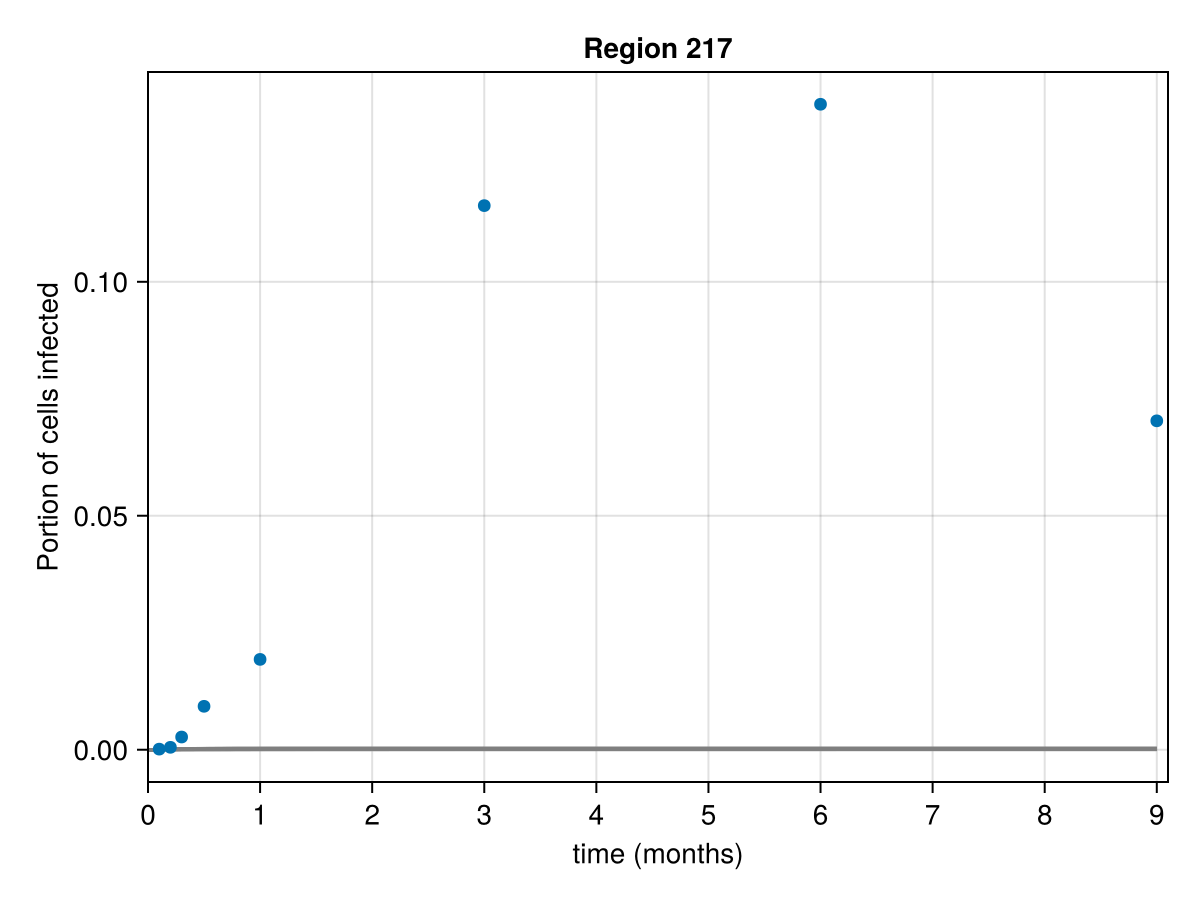 Region 217
Portion of cells infected
0.10
0.05
0.00
0 1 2 3 4 5 6 7 8 9
time (months)